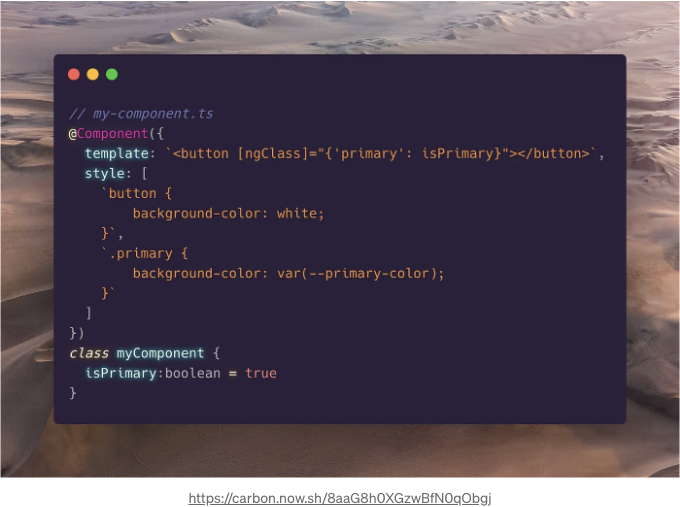 // my-component.ts
@Component({
  template: `<button [ngClass]="{'primary': isPrimary}"></button>`,
  style: [
    `button {
        background-color: white;
    }`,
    `.primary {
        background-color: var(--primary-color);
    }`
  ]
})
class myComponent {
  isPrimary:boolean = true
}
https://carbon.now.sh/8aaG8h0XGzwBfN0qObgj